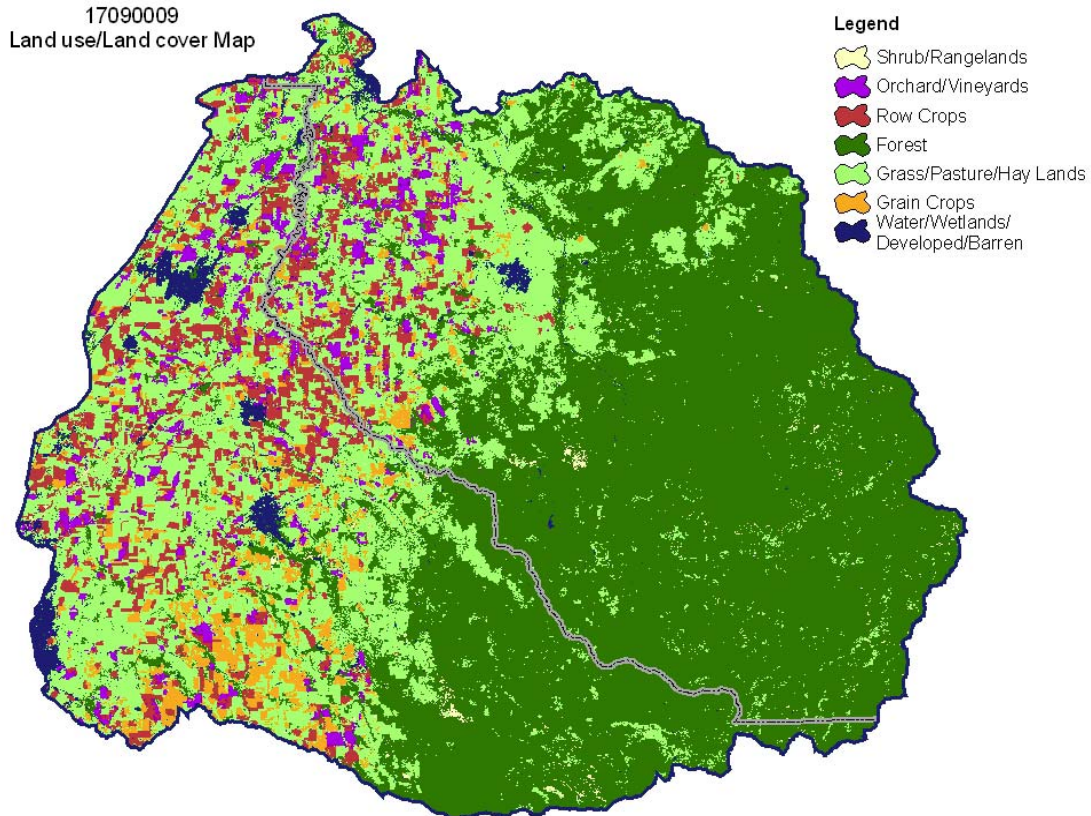 17090009
Land use/Land cover Map
Legend
Shrub/Rangelands
Orchard/Vineyards
Row Crops
Forest
Grass/Pasture/Hay Lands
Grain Crops
Water/Wetlands/
Developed/Barren